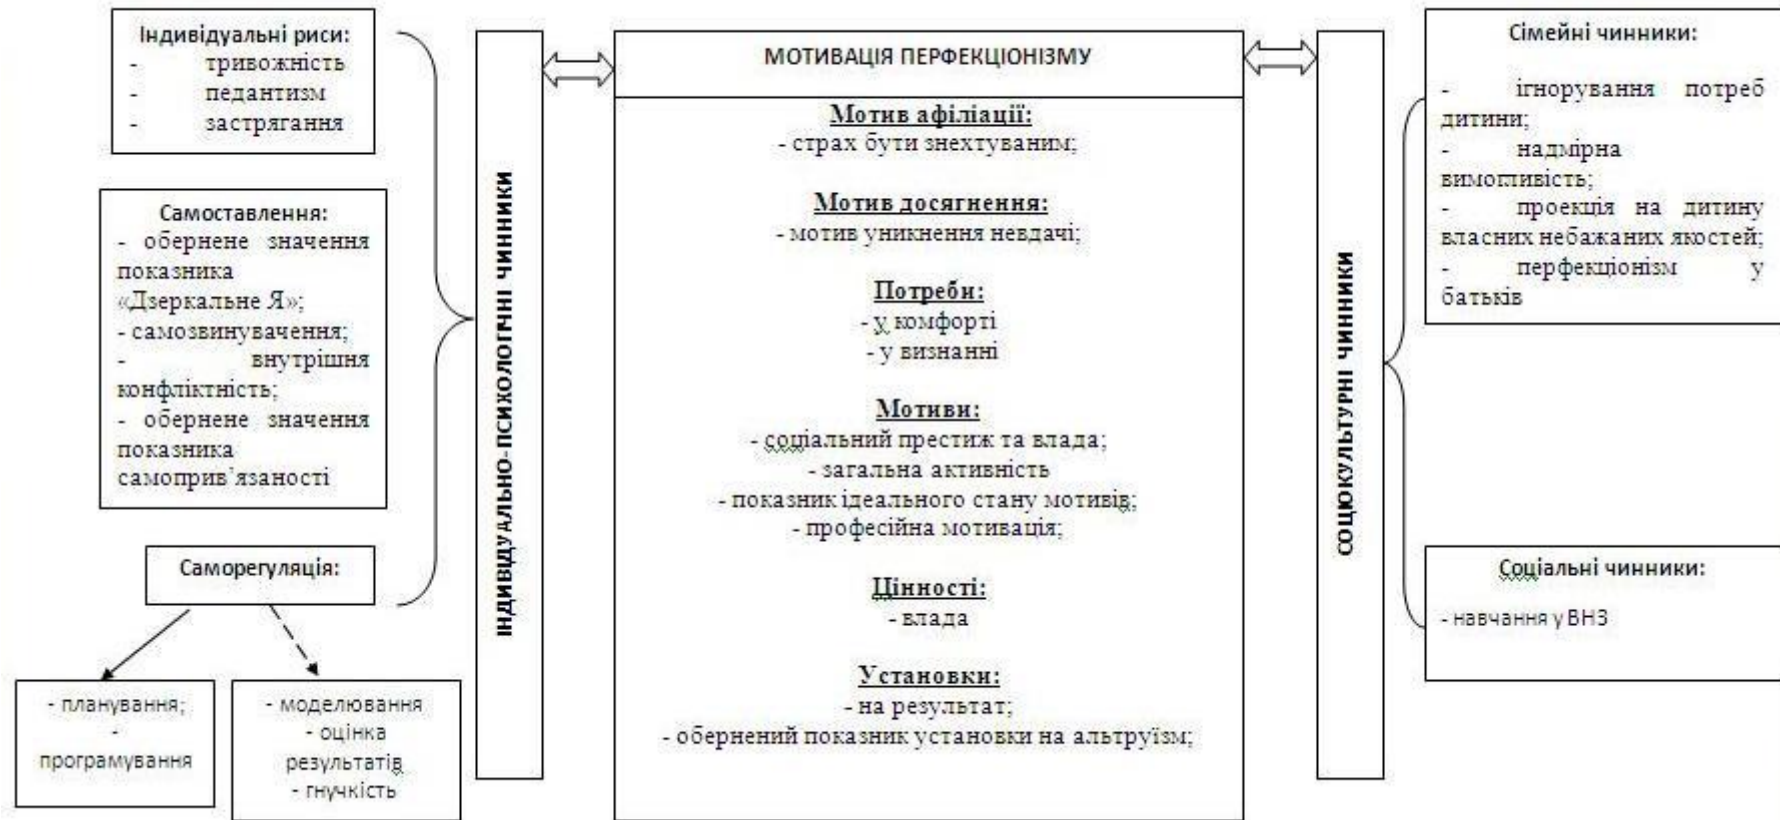 Індивідуальні риси:
- тривожність
- педантизм
- застрягання
Самоставлення:
- обернене значення
показника
«Дзеркальне Я»;
- самозвинувачення;
- внутрішня
конфліктність;
- обернене значення
показника
самоприв’язаності
Саморегуляція:
- планування;
-
програмування
- моделювання
- оцінка
результатів
- гнучкість
ІНДИВІДУАЛЬНО-ПСИХОЛОГІЧНІ ЧИННИКИ
МОТИВАЦІЯ ПЕРФЕКЦІОНІЗМУ
Мотив афіліації:
- страх бути знехтуваним;
Мотив досягнення:
- мотив уникнення невдачі;
Потреби:
- у комфорті
- у визнанні
Мотиви:
- соціальний престиж та влада;
- загальна активність
- показник ідеального стану мотивів;
- професійна мотивація;
Цінності:
- влада
Установки:
- на результат;
- обернений показник установки на альтруїзм;
СОЦІОКУЛЬТУРНІ ЧИННИКИ
Сімейні чинники:
- ігнорування потреб
дитини;
- надмірна
вимогливість;
- проекція на дитину
власних небажаних якостей;
- перфекціонізм у
батьків
Соціальні чинники:
- навчання у ВНЗ